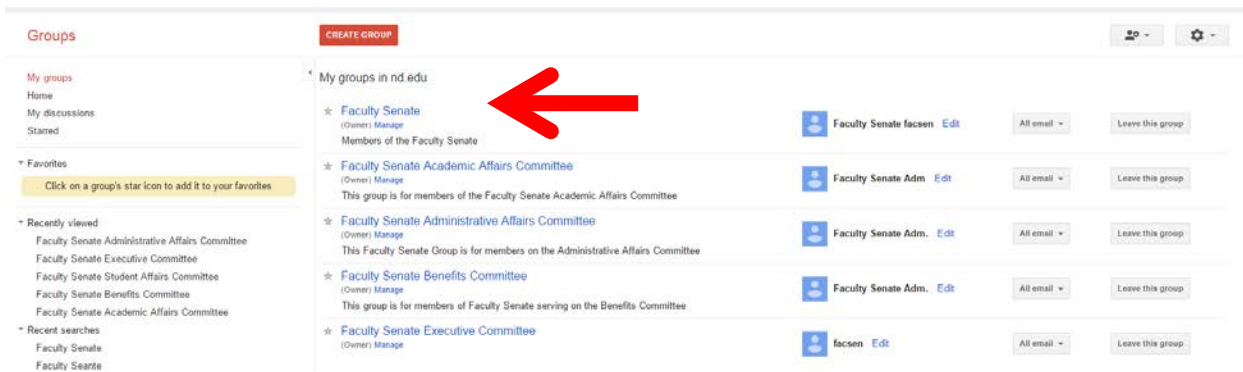 Groups
CREATE GROUP
My groups
Home
My discussions
Starred
Favorites
Click on a group's star icon to add it to your favorites
Recently viewed
Faculty Senate Administrative Affairs Committee
Faculty Senate Executive Committee
Faculty Senate Student Affairs Committee
Faculty Senate Benefits Committee
Faculty Senate Academic Affairs Committee
Recent searches
Faculty Senate
Faculty Seante
My groups in nd.edu
Faculty Senate
(Owner) Manage
Members of the Faculty Senate
Faculty Senate facsen Edit
All email
Leave this group
Faculty Senate Academic Affairs Committee
(Owner) Manage
This group is for members of the Faculty Senate Academic Affairs Committee
Faculty Senate Adm Edit
All email
Leave this group
Faculty Senate Administrative Affairs Committee
(Owner) Manage
This Faculty Senate Group is for members on the Administrative Affairs Committee
Faculty Senate Adm. Edit
All email
Leave this group
Faculty Senate Benefits Committee
(Owner) Manage
This group is for members of Faculty Senate serving on the Benefits Committee
Faculty Senate Adm. Edit
All email
Leave this group
Faculty Senate Executive Committee
(Owner) Manage
facsen Edit
All email
Leave this group